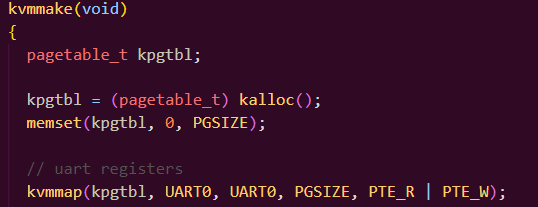 kvmmake(void)
{
  pagetable_t kpgtbl;
  kpgtbl = (pagetable_t) kalloc();
  memset(kpgtbl, 0, PGSIZE);
  // uart registers
  kvmmap(kpgtbl, UART0, UART0, PGSIZE, PTE_R | PTE_W);